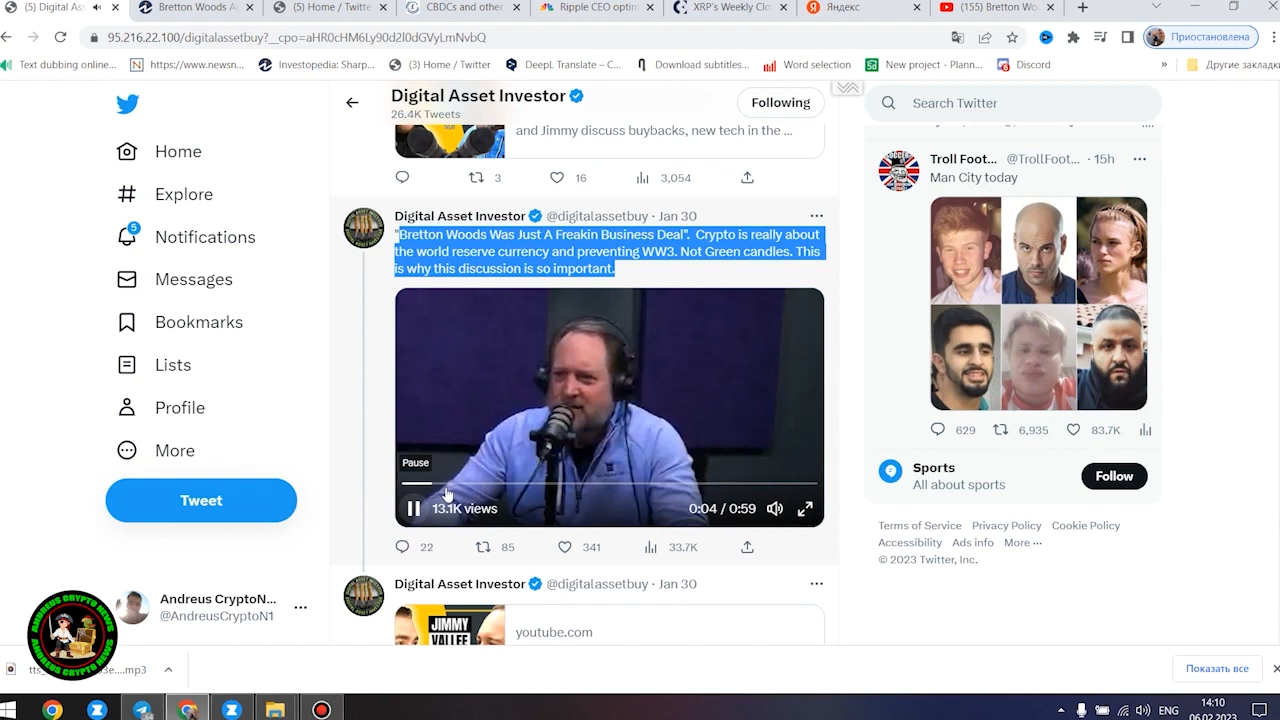 (5) Digital As
Bretton Woods A
(5) Home / Twitte
CBDCs and other
Ripple CEO optim
XRP's Weekly Clo
Яндекс
(155) Bretton Wo
95.216.22.100/digitalassetbuy?__cpo=aHR0cHM6Ly90d2l0dGVyLmNvbQ
Приостановлена
Text dubbing online...
https://www.newsn...
Investopedia: Sharp...
(3) Home / Twitter
DeepL Translate – C...
Download subtitles...
Word selection
New project - Plann...
Discord
»
Другие закладки
Digital Asset Investor
26.4K Tweets
Following
Search Twitter
Home
Explore
5
Notifications
Messages
Bookmarks
Lists
Profile
More
Tweet
Andreus CryptoN...
@AndreusCryptoN1
ANDREUS CRYPTO NEWS
ANDREUS CRYPTO NEWS
and Jimmy discuss buybacks, new tech in the ...
3
16
3,054
Digital Asset Investor @digitalassetbuy · Jan 30
"Bretton Woods Was Just A Freakin Business Deal". Crypto is really about
the world reserve currency and preventing WW3. Not Green candles. This
is why this discussion is so important.
Pause
13.1K views
0:04 / 0:59
22
85
341
33.7K
Digital Asset Investor @digitalassetbuy · Jan 30
JIMMY
VALLEE
youtube.com
Troll Foot... @TrollFoot... · 15h
Man City today
629
6,935
83.7K
Sports
All about sports
Follow
Terms of Service Privacy Policy Cookie Policy
Accessibility Ads info More ···
© 2023 Twitter, Inc.
Показать все
ENG
14:10
06.02.2023